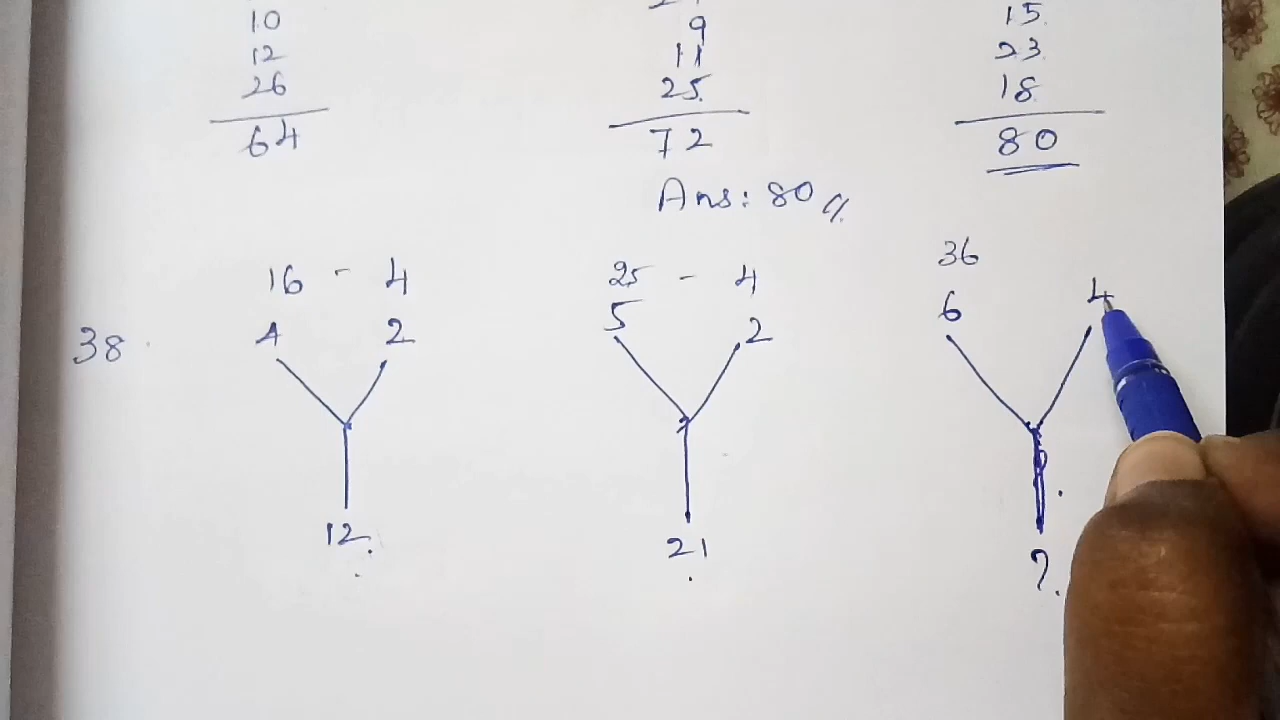 10 9 15
12 11 23
26 25 18
64 72 80
Ans: 80
16 - 4 25 - 4 36
38 4 2 5 2 6 4
12 21 ?